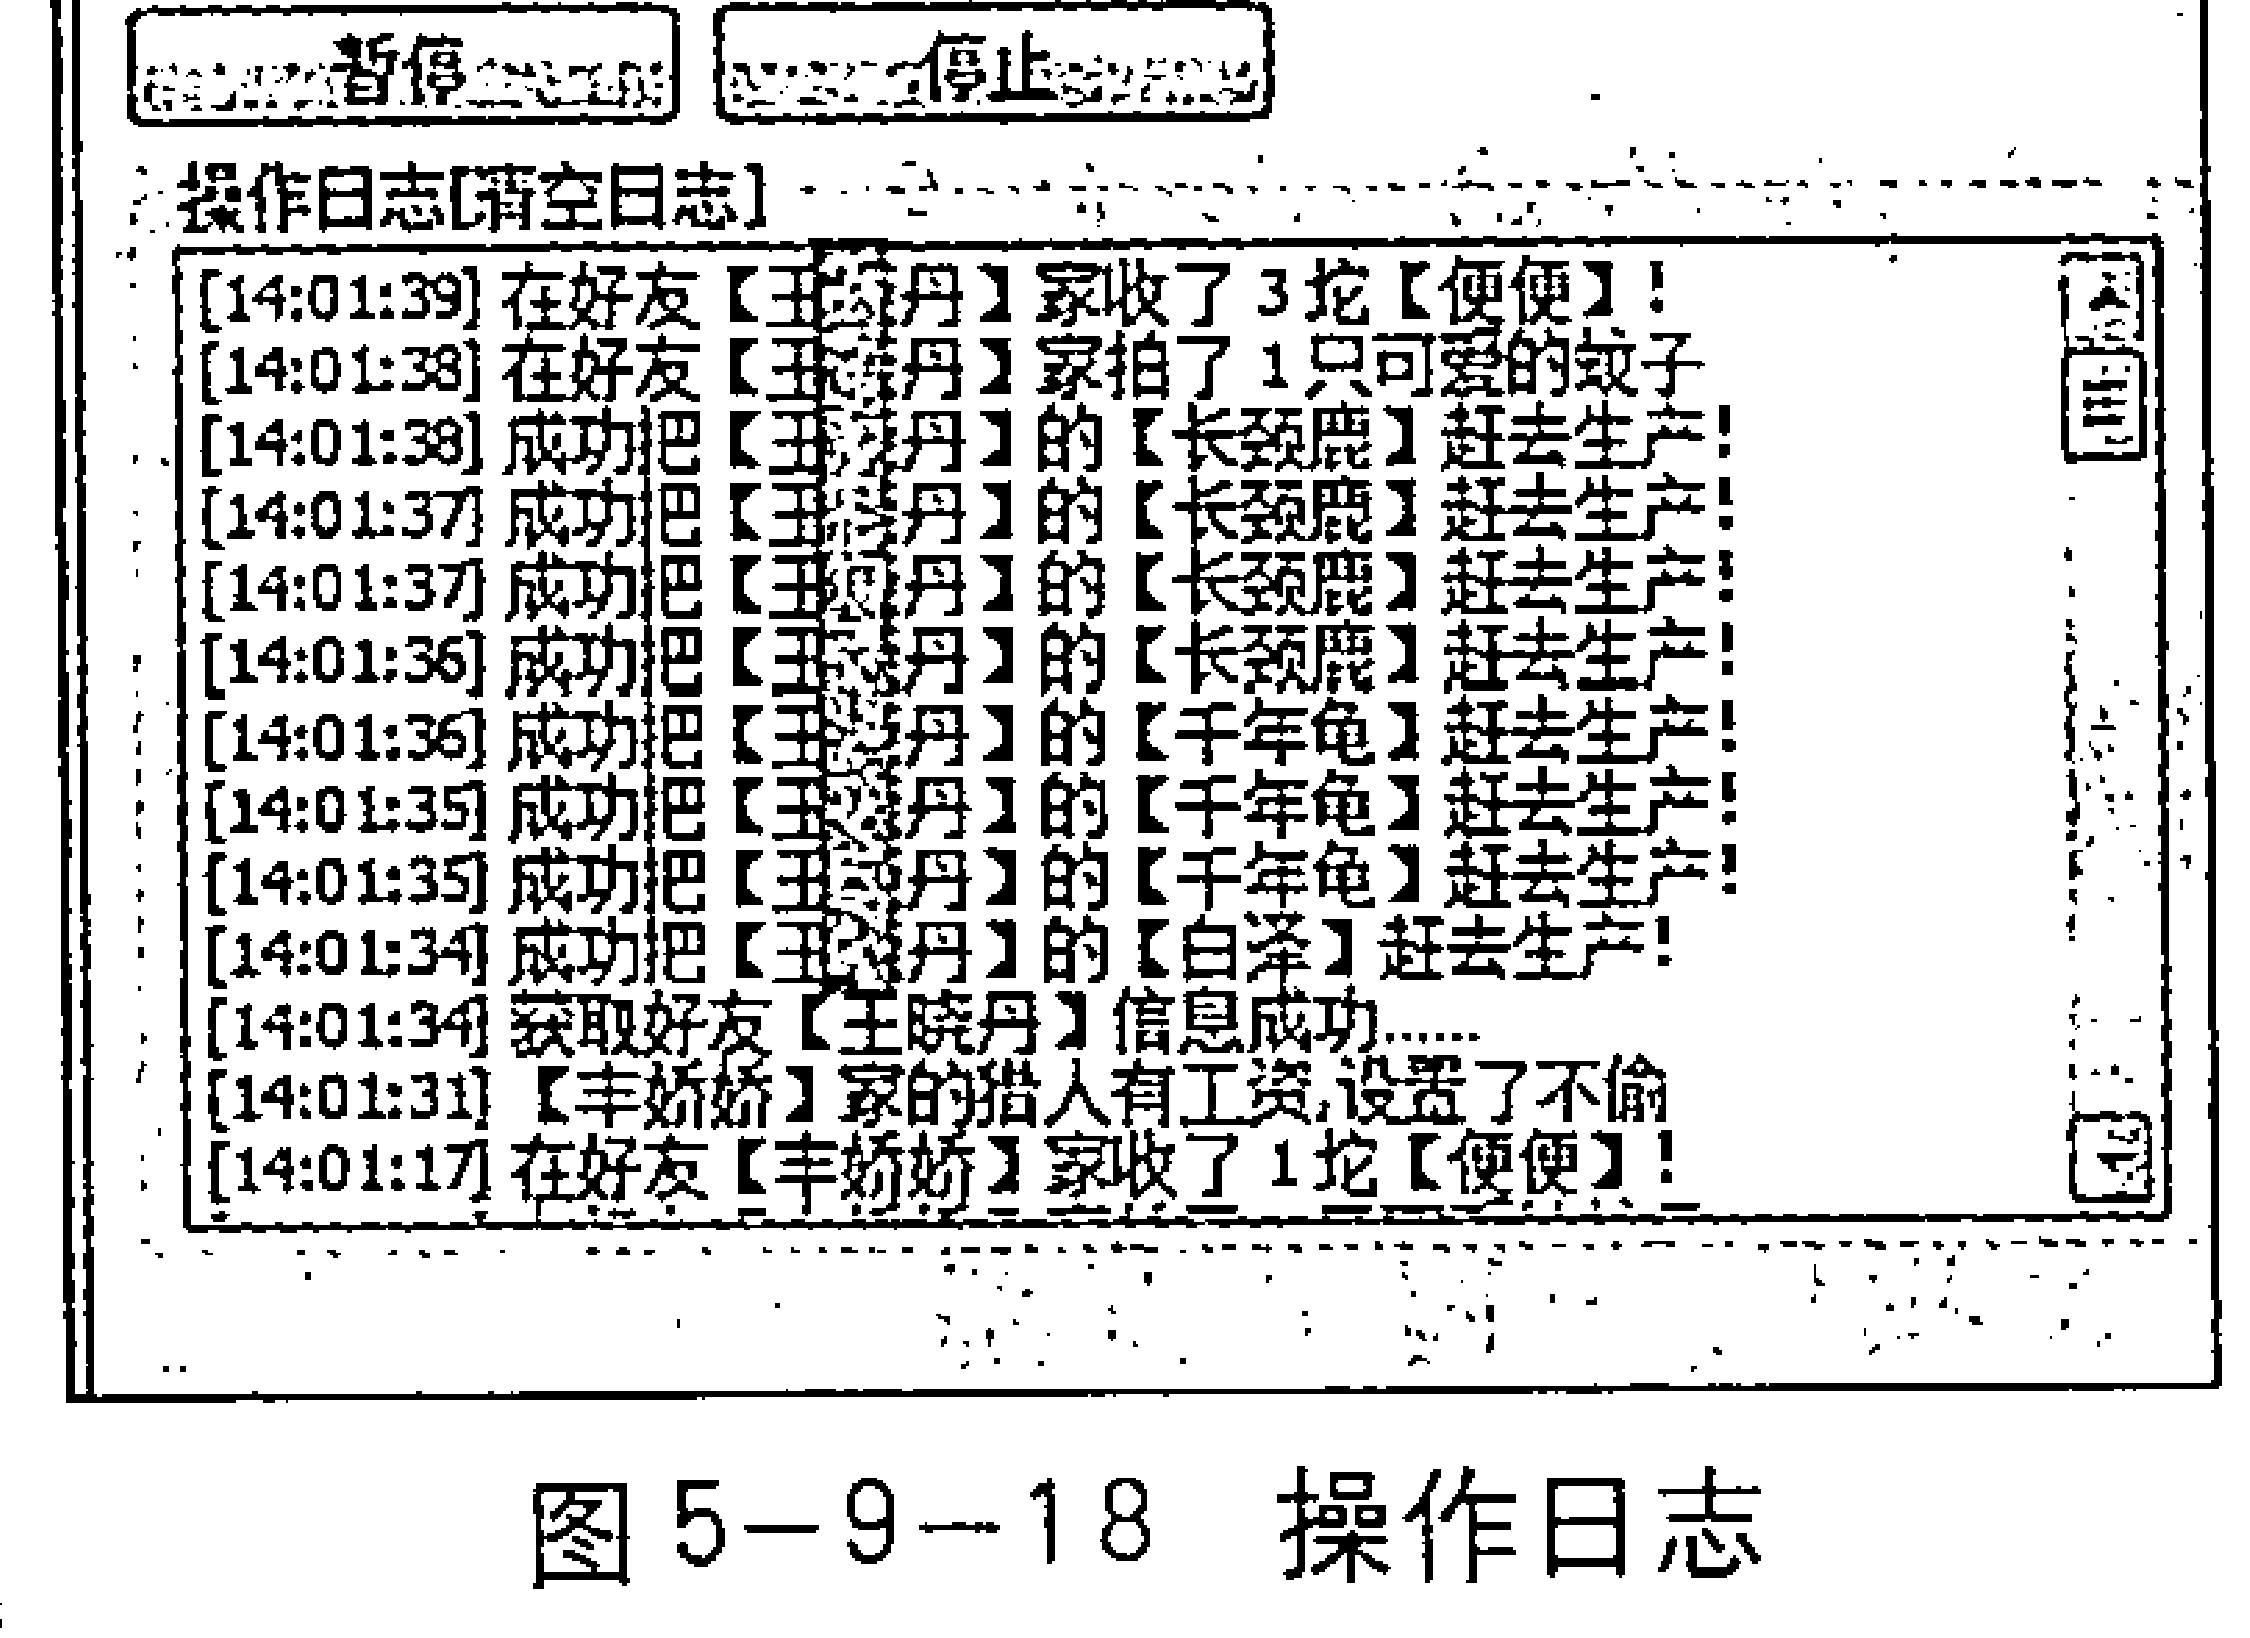 暂停 停止
操作日志[清空日志]
[14:01:39] 在好友【王 丹】家收了 3 坨【便便】!
[14:01:38] 在好友【王 丹】家拍了 1 只可爱的蚊子
[14:01:38] 成功把【王 丹】的【长颈鹿】赶去生产!
[14:01:37] 成功把【王 丹】的【长颈鹿】赶去生产!
[14:01:37] 成功把【王 丹】的【长颈鹿】赶去生产!
[14:01:36] 成功把【王 丹】的【长颈鹿】赶去生产!
[14:01:36] 成功把【王 丹】的【千年龟】赶去生产!
[14:01:35] 成功把【王 丹】的【千年龟】赶去生产!
[14:01:35] 成功把【王 丹】的【千年龟】赶去生产!
[14:01:34] 成功把【王 丹】的【白泽】赶去生产!
[14:01:34] 获取好友【王晓丹】信息成功......
[14:01:31] 【丰娇娇】家的猎人有工资,设置了不偷
[14:01:17] 在好友【丰娇娇】家收了 1 坨【便便】!
图 5-9-18 操作日志